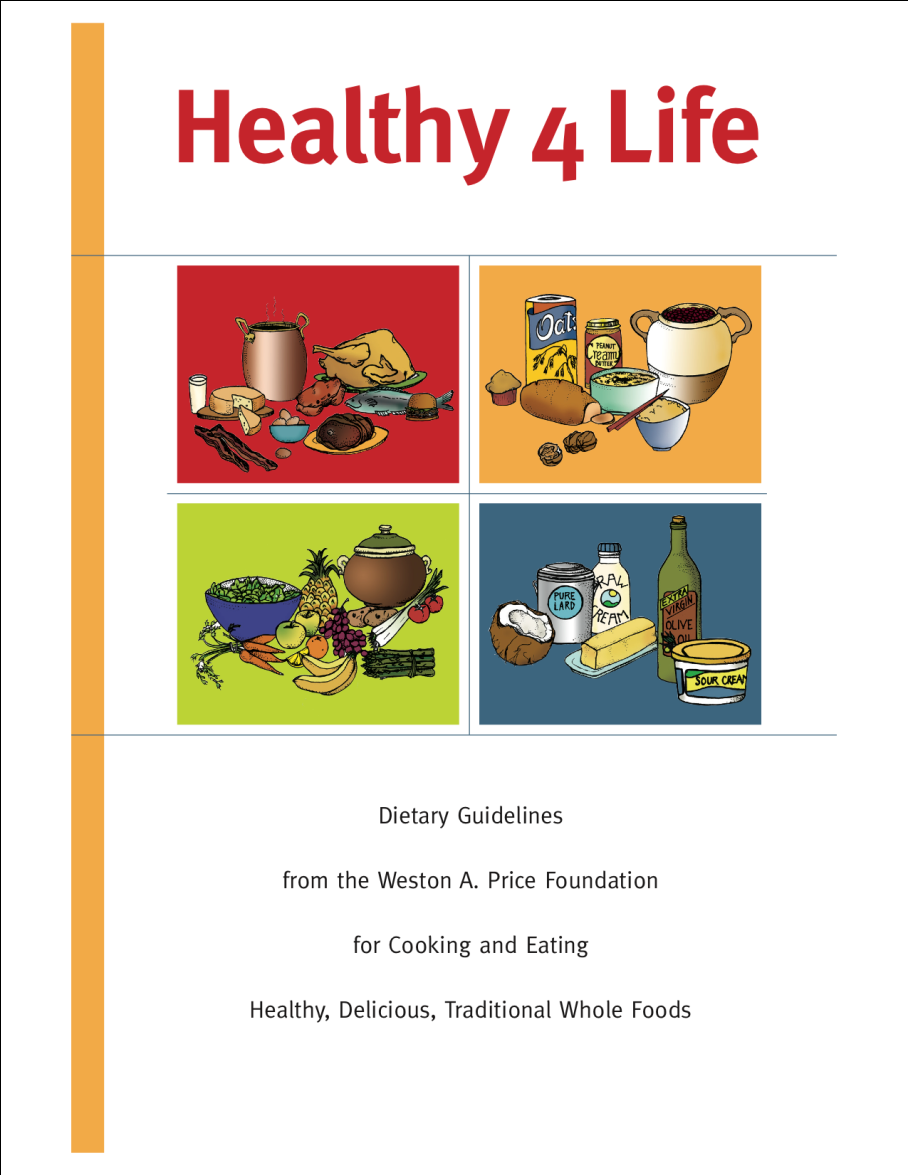 Healthy 4 Life
Oats
PEANUT
Cream
BUTTER
PURE
LARD
RAW
CREAM
EXTRA
VIRGIN
OLIVE
OIL
SOUR CREAM
Dietary Guidelines
from the Weston A. Price Foundation
for Cooking and Eating
Healthy, Delicious, Traditional Whole Foods